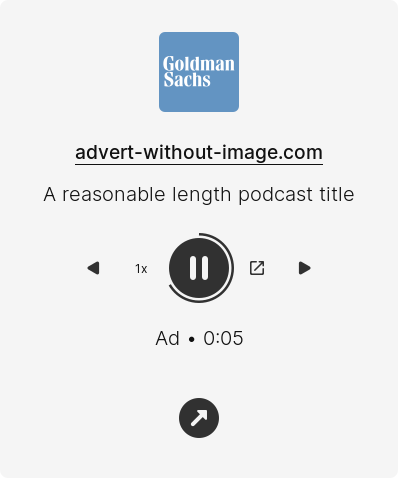 Goldman
Sachs
advert-without-image.com
A reasonable length podcast title
1x
Ad • 0:05